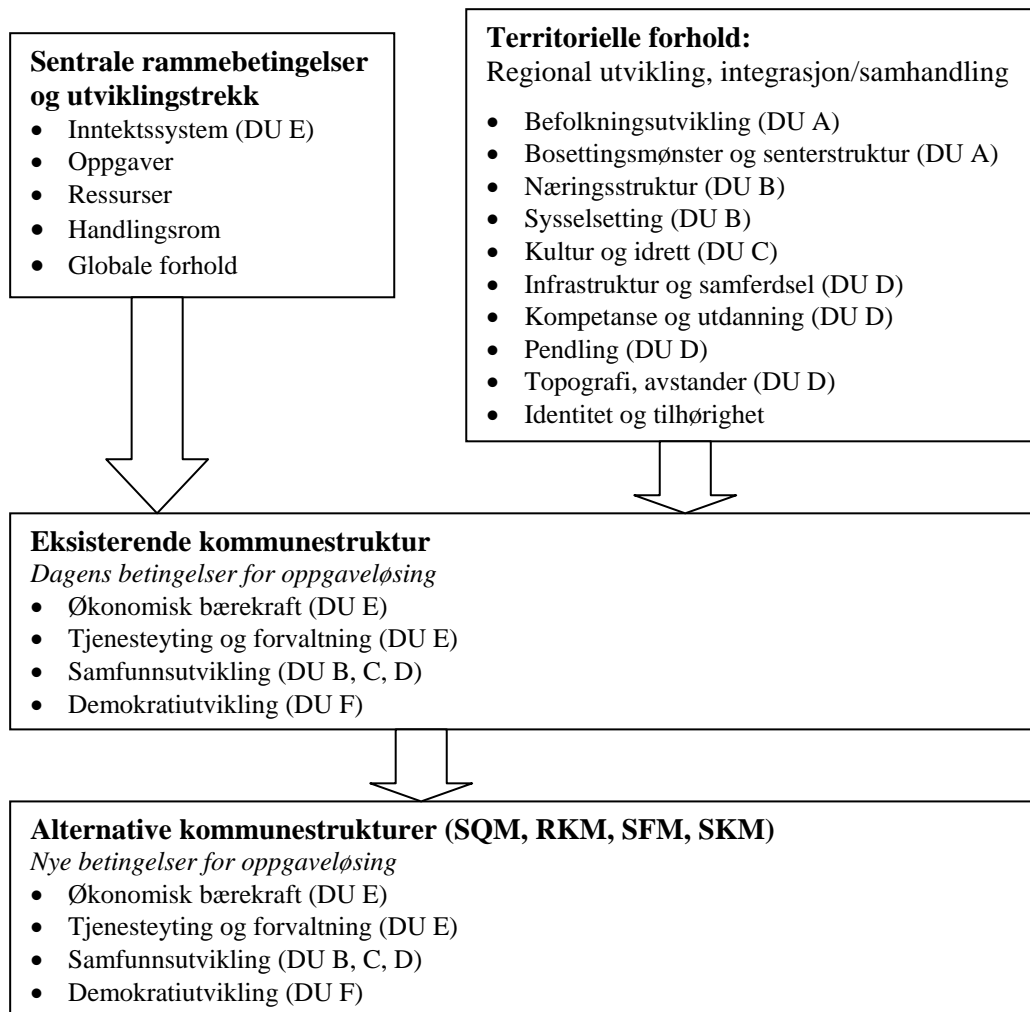 Sentrale rammebetingelser
og utviklingstrekk
• Inntektssystem (DU E)
• Oppgaver
• Ressurser
• Handlingsrom
• Globale forhold
Territorielle forhold:
Regional utvikling, integrasjon/samhandling
• Befolkningsutvikling (DU A)
• Bosettingsmønster og senterstruktur (DU A)
• Næringsstruktur (DU B)
• Sysselsetting (DU B)
• Kultur og idrett (DU C)
• Infrastruktur og samferdsel (DU D)
• Kompetanse og utdanning (DU D)
• Pendling (DU D)
• Topografi, avstander (DU D)
• Identitet og tilhørighet
Eksisterende kommunestruktur
Dagens betingelser for oppgaveløsing
• Økonomisk bærekraft (DU E)
• Tjenesteyting og forvaltning (DU E)
• Samfunnsutvikling (DU B, C, D)
• Demokratiutvikling (DU F)
Alternative kommunestrukturer (SQM, RKM, SFM, SKM)
Nye betingelser for oppgaveløsing
• Økonomisk bærekraft (DU E)
• Tjenesteyting og forvaltning (DU E)
• Samfunnsutvikling (DU B, C, D)
• Demokratiutvikling (DU F)